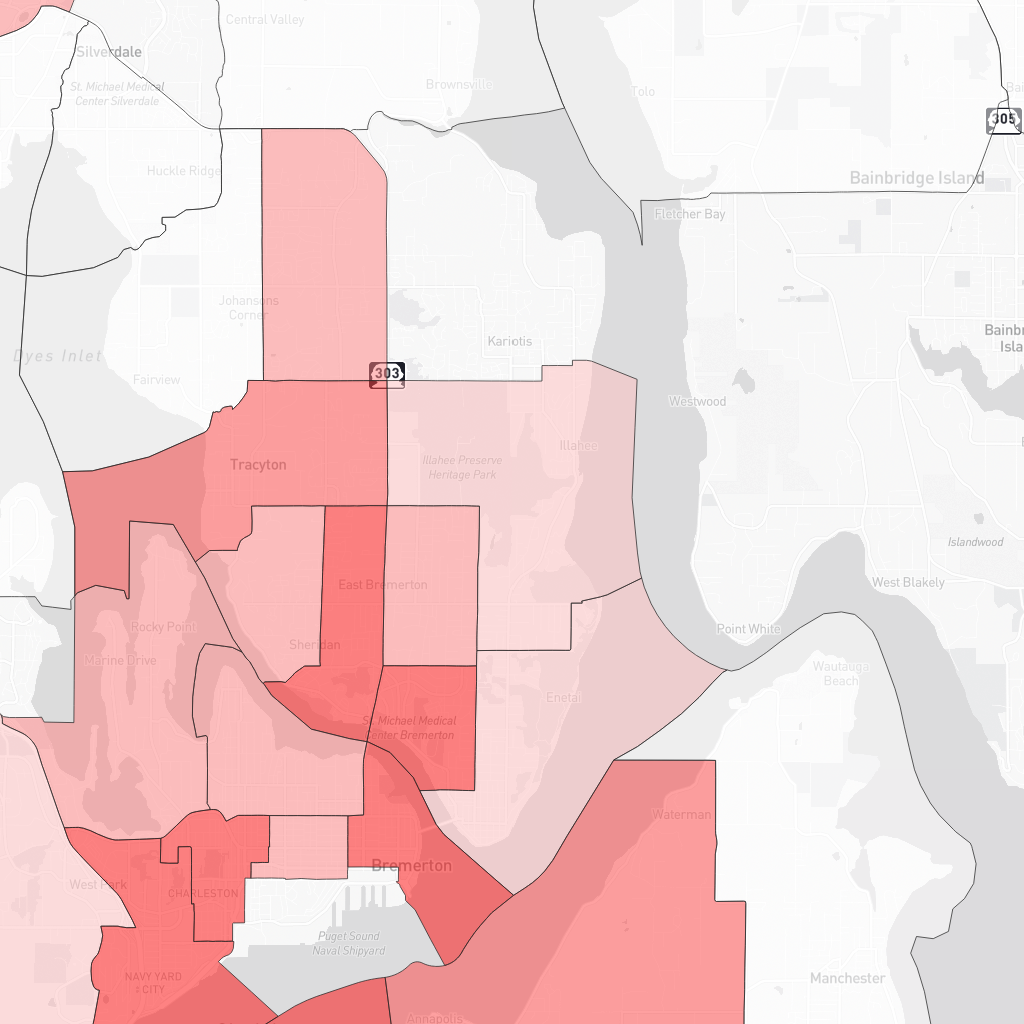 Central Valley
Silverdale
St. Michael Medical
Center Silverdale
Brownsville
Tolo
Bai
305
Huckle Ridge
Bainbridge Island
Fletcher Bay
Johansons
Corner
Dyes Inlet
Kariotis
Bainb
Isla
303
Fairview
Westwood
Illahee
Tracyton
Illahee Preserve
Heritage Park
Islandwood
East Bremerton
West Blakely
Rocky Point
Point White
Sheridan
Marine Drive
Wautauga
Beach
Enetai
St. Michael Medical
Center Bremerton
Waterman
Bremerton
West Park
CHARLESTON
Puget Sound
Naval Shipyard
NAVY YARD
CITY
Manchester
Annapolis